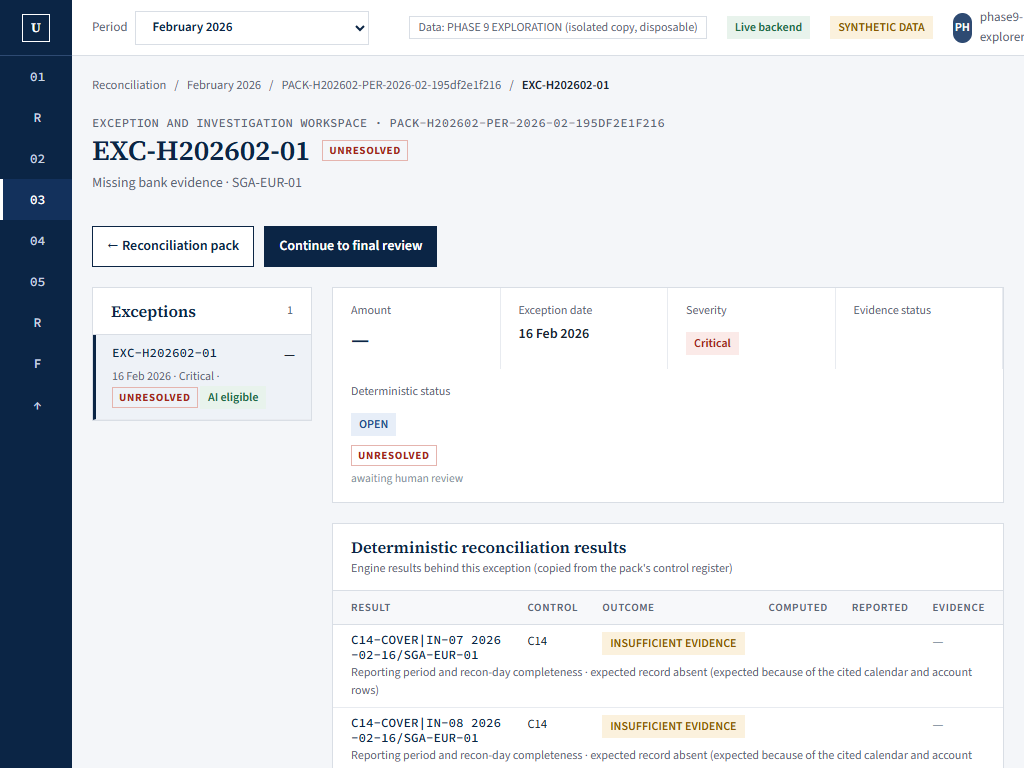 U
Period
February 2026
Data: PHASE 9 EXPLORATION (isolated copy, disposable)
Live backend
SYNTHETIC DATA
PH
phase9-
explorer
01
R
02
03
04
05
R
F
↑
Reconciliation / February 2026 / PACK-H202602-PER-2026-02-195df2e1f216 / EXC-H202602-01
EXCEPTION AND INVESTIGATION WORKSPACE · PACK-H202602-PER-2026-02-195DF2E1F216
EXC-H202602-01 UNRESOLVED
Missing bank evidence · SGA-EUR-01
← Reconciliation pack
Continue to final review
Exceptions 1
EXC-H202602-01 —
16 Feb 2026 · Critical ·
UNRESOLVED AI eligible
Amount
—
Exception date
16 Feb 2026
Severity
Critical
Evidence status
Deterministic status
OPEN
UNRESOLVED
awaiting human review
Deterministic reconciliation results
Engine results behind this exception (copied from the pack's control register)
RESULT CONTROL OUTCOME COMPUTED REPORTED EVIDENCE
C14-COVER|IN-07 2026 C14 INSUFFICIENT EVIDENCE —
-02-16/SGA-EUR-01
Reporting period and recon-day completeness · expected record absent (expected because of the cited calendar and account
rows)
C14-COVER|IN-08 2026 C14 INSUFFICIENT EVIDENCE —
-02-16/SGA-EUR-01
Reporting period and recon-day completeness · expected record absent (expected because of the cited calendar and account